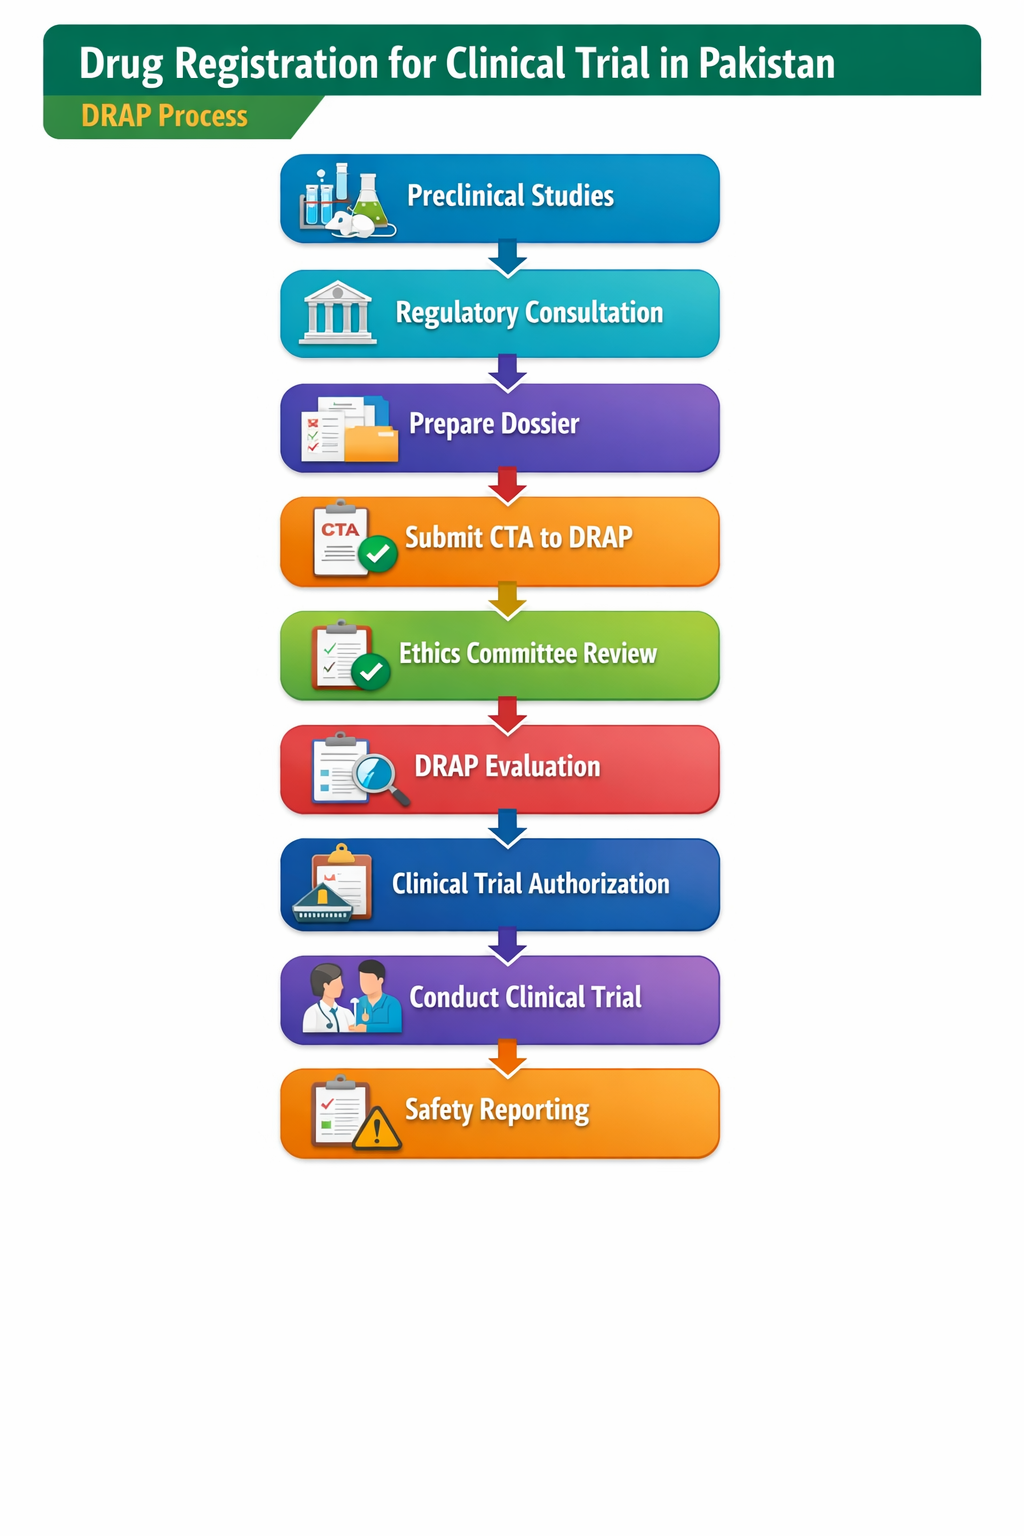 Drug Registration for Clinical Trial in Pakistan
DRAP Process
Preclinical Studies
Regulatory Consultation
Prepare Dossier
CTA
Submit CTA to DRAP
Ethics Committee Review
DRAP Evaluation
Clinical Trial Authorization
Conduct Clinical Trial
Safety Reporting